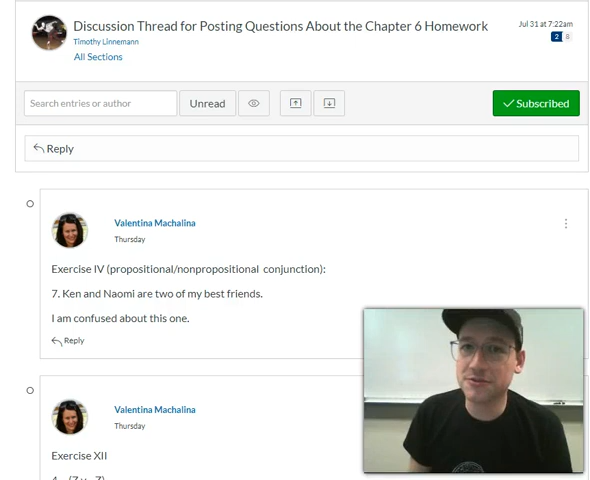 Discussion Thread for Posting Questions About the Chapter 6 Homework
Timothy Linnemann
All Sections
Jul 31 at 7:22am
2 8
Search entries or author
Unread
Subscribed
Reply
Valentina Machalina
Thursday
Exercise IV (propositional/nonpropositional conjunction):
7. Ken and Naomi are two of my best friends.
I am confused about this one.
Reply
Valentina Machalina
Thursday
Exercise XII